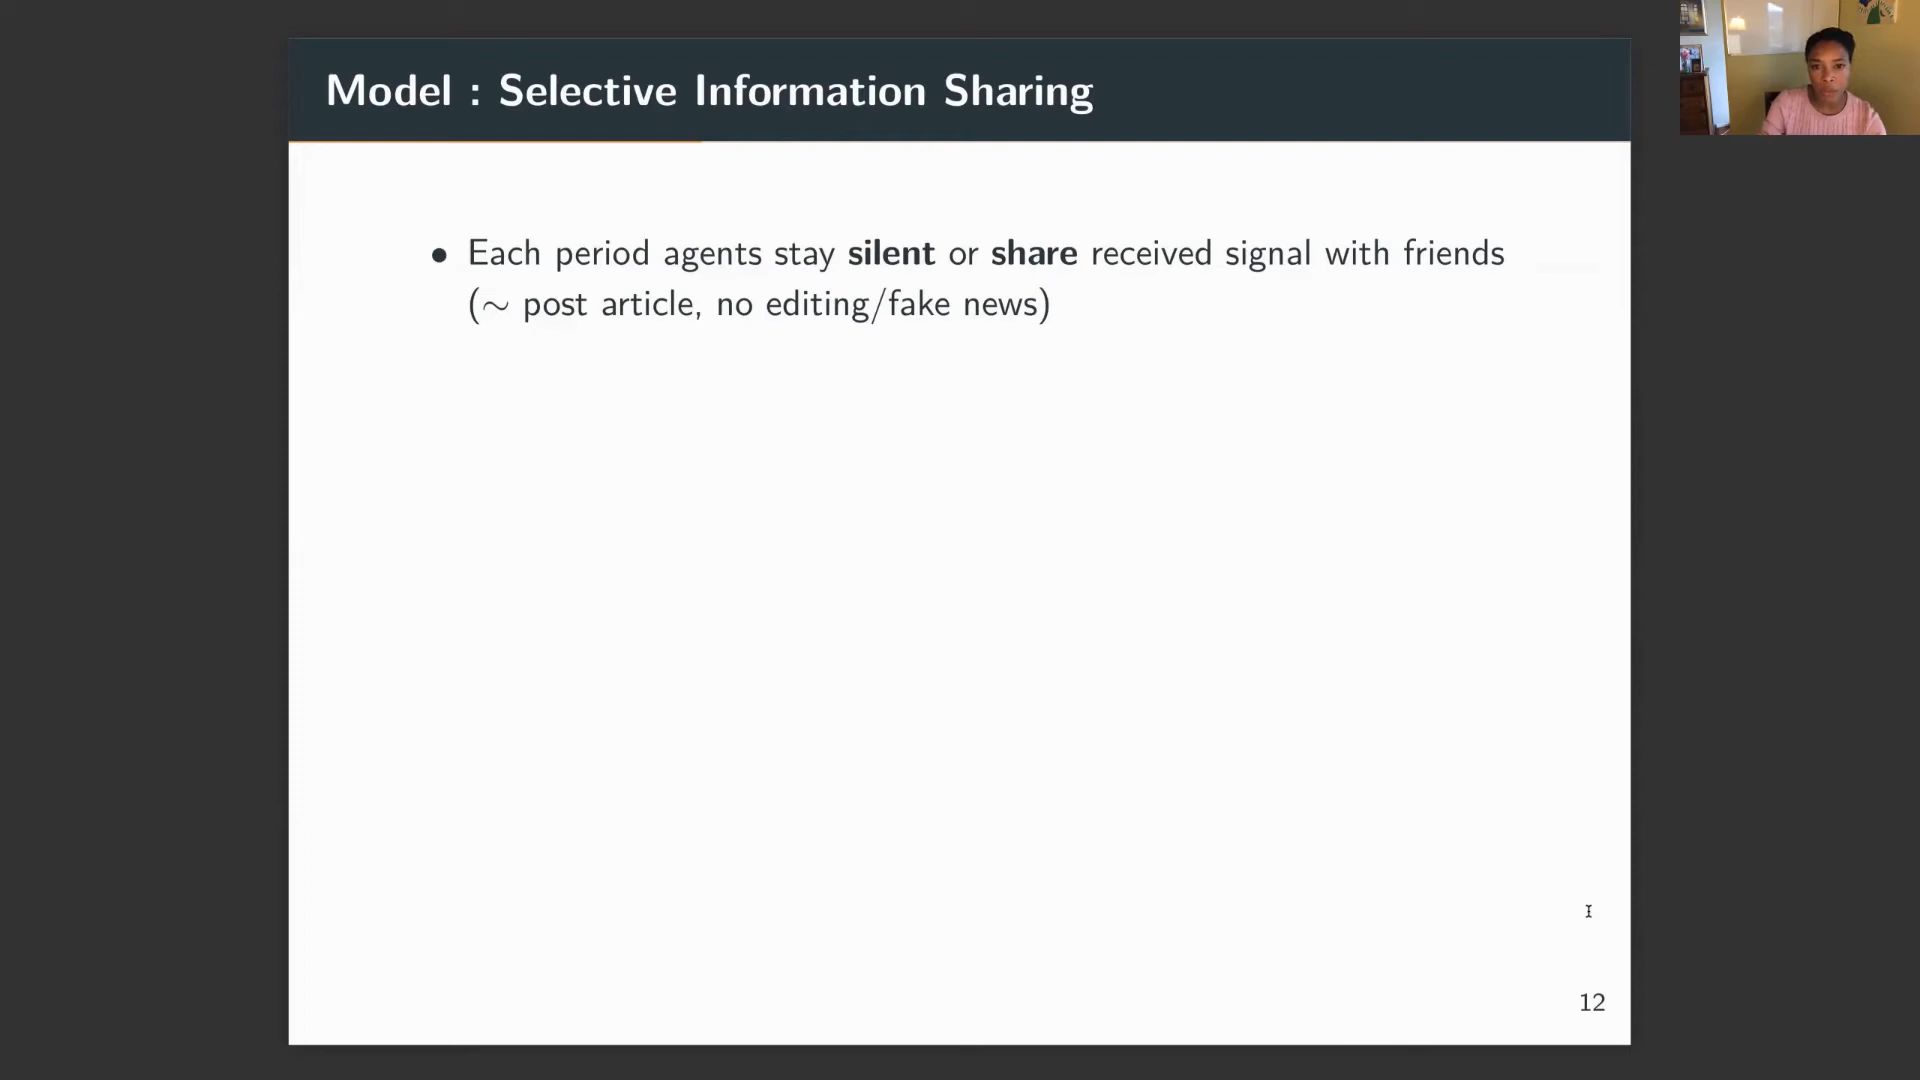 Model : Selective Information Sharing
• Each period agents stay silent or share received signal with friends
(∼ post article, no editing/fake news)
12